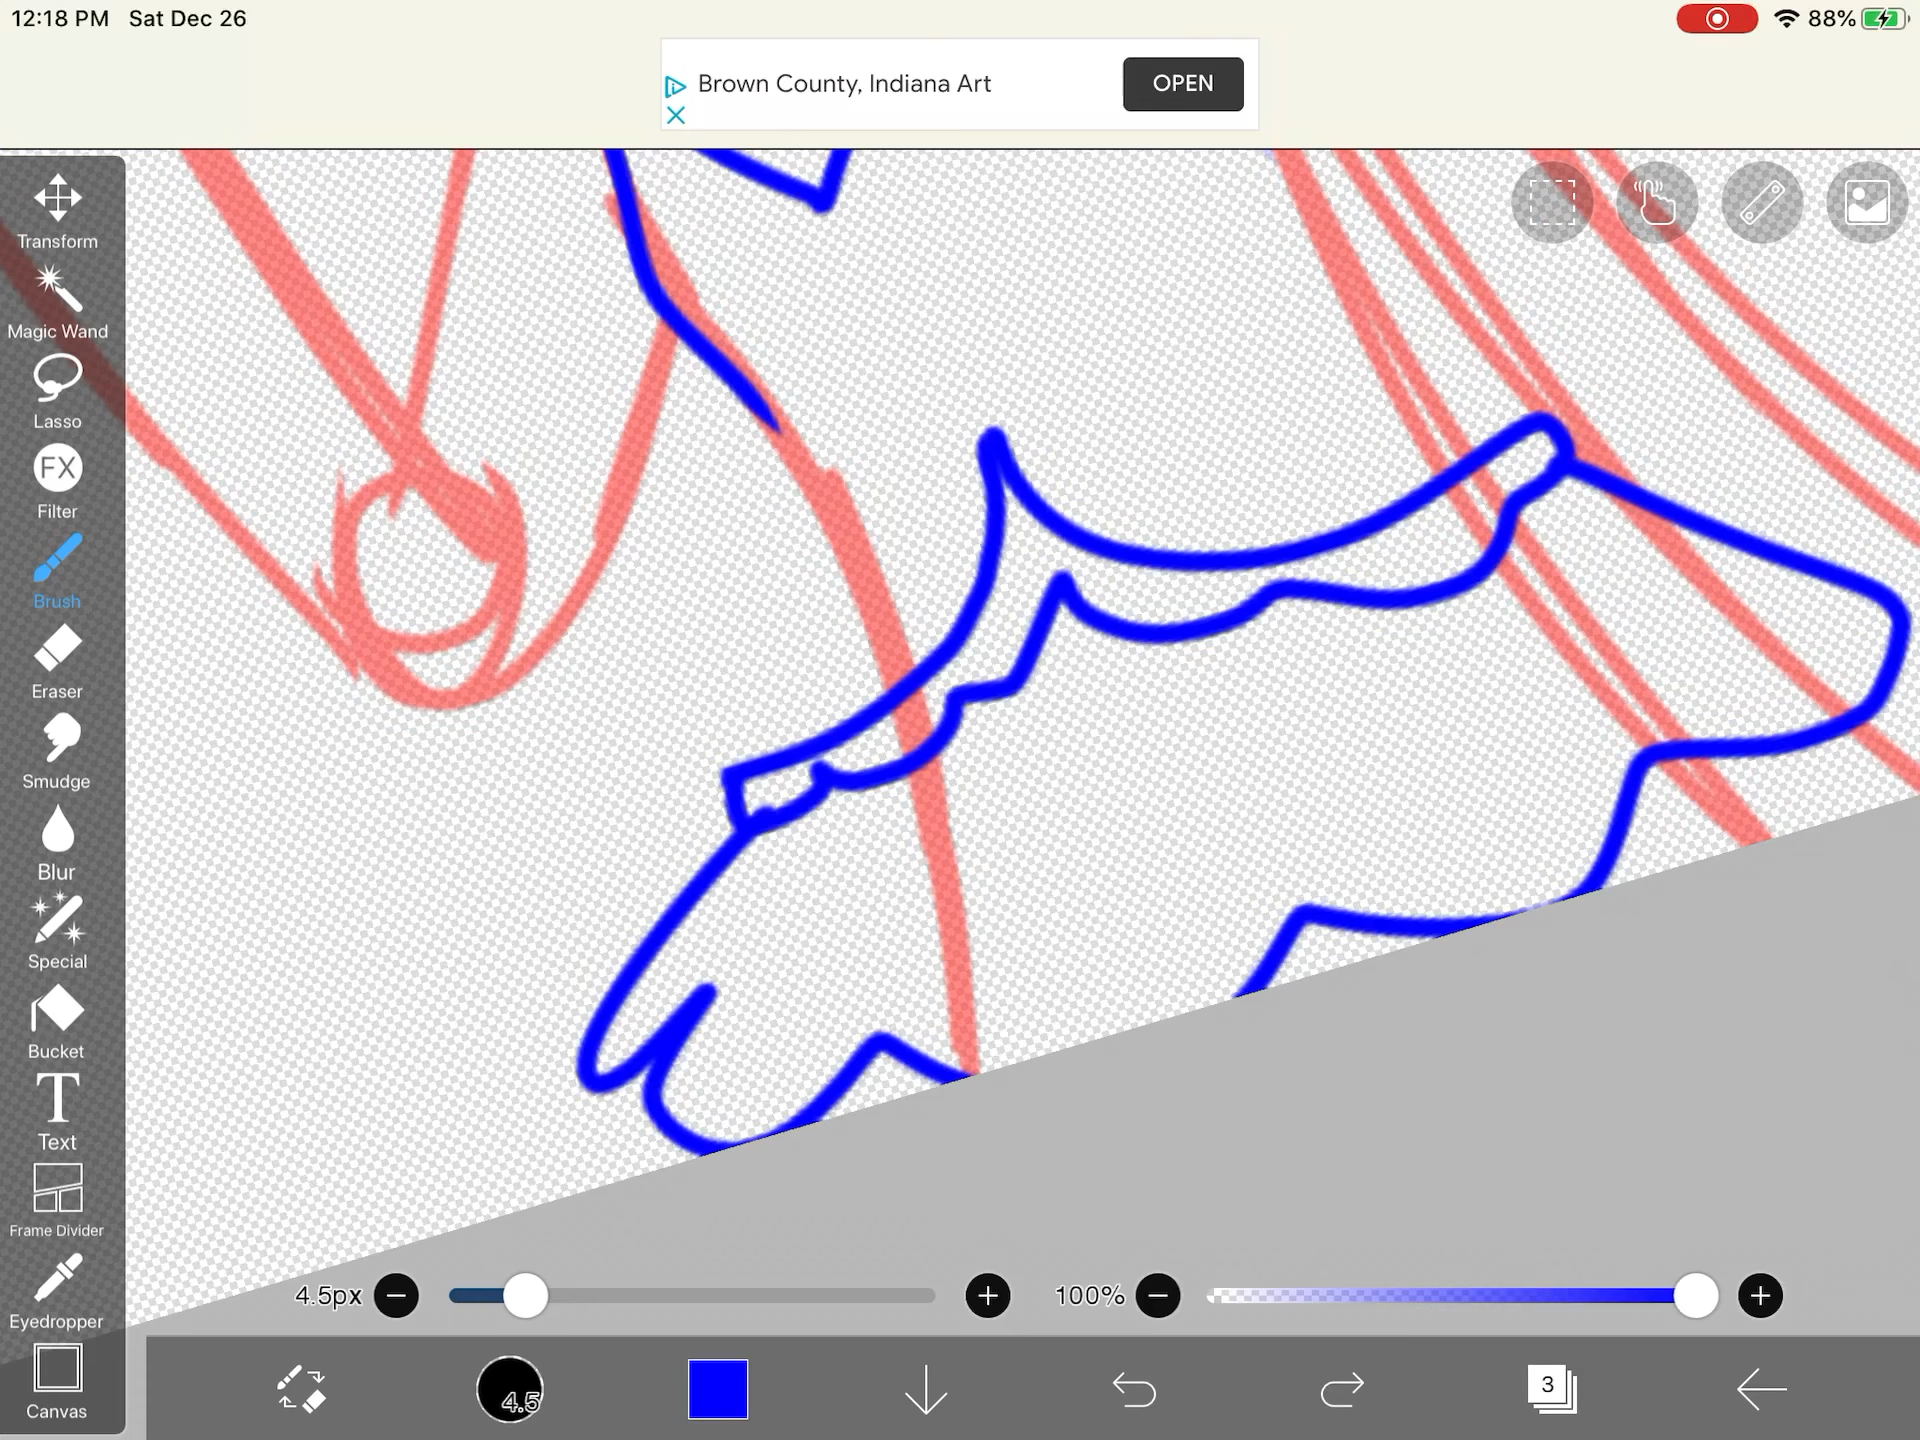 12:18 PM Sat Dec 26
88%
Brown County, Indiana Art
OPEN
Transform
Magic Wand
Lasso
FX
Filter
Brush
Eraser
Smudge
Blur
Special
Bucket
T
Text
Frame Divider
Eyedropper
Canvas
4.5px
100%
4.5
3